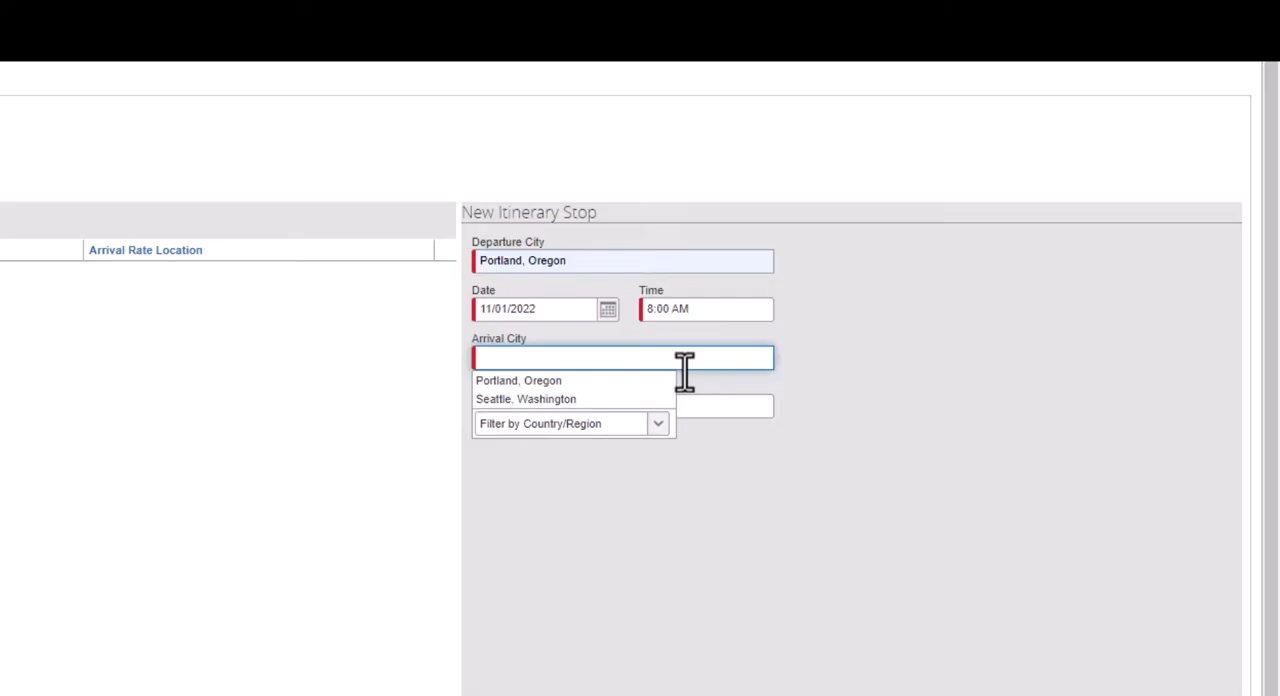 New Itinerary Stop
Departure City
Arrival Rate Location
Portland, Oregon
Date Time
11/01/2022 8:00 AM
Arrival City
Portland, Oregon
Seattle, Washington
Filter by Country/Region